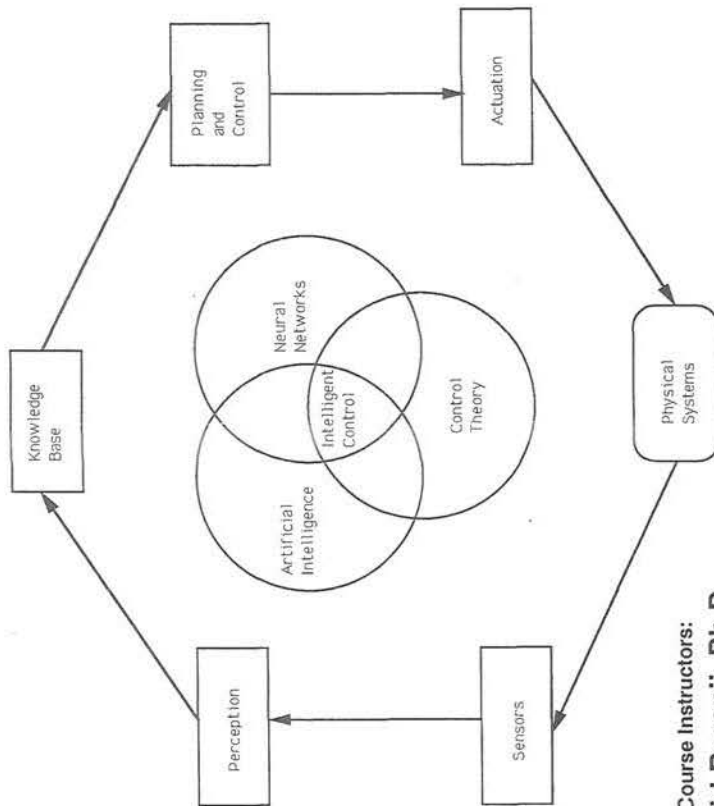 Knowledge
Base
Planning
and
Control
Perception
Artificial
Intelligence
Neural
Networks
Intelligent
Control
Control
Theory
Sensors
Actuation
Physical
Systems
Course Instructors:
Ph.D.